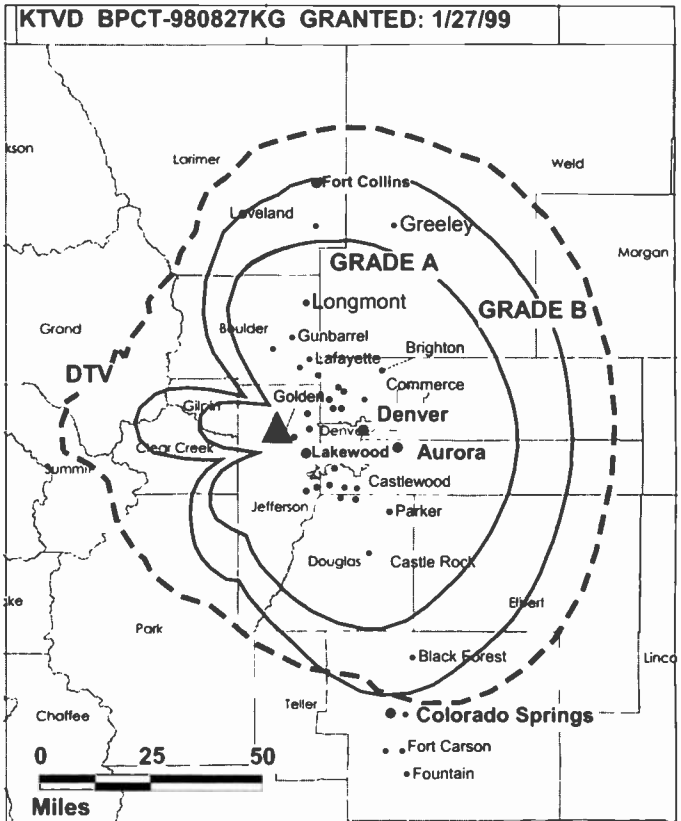 KTVD BPCT-980827KG GRANTED: 1/27/99
kson
Larimer
Weld
Fort Collins
Loveland
Greeley
Morgan
GRADE A
Longmont
GRADE B
Grand
Boulder
Gunbarrel
Brighton
Lafayette
DTV
Commerce
Golden
Gilpin
Denver
Denver
Clear Creek
Lakewood
Aurora
Summit
Castlewood
Jefferson
Parker
Douglas
Castle Rock
Elbert
ke
Park
Black Forest
Linco
Teller
Chaffee
Colorado Springs
0 25 50
Fort Carson
Fountain
Miles